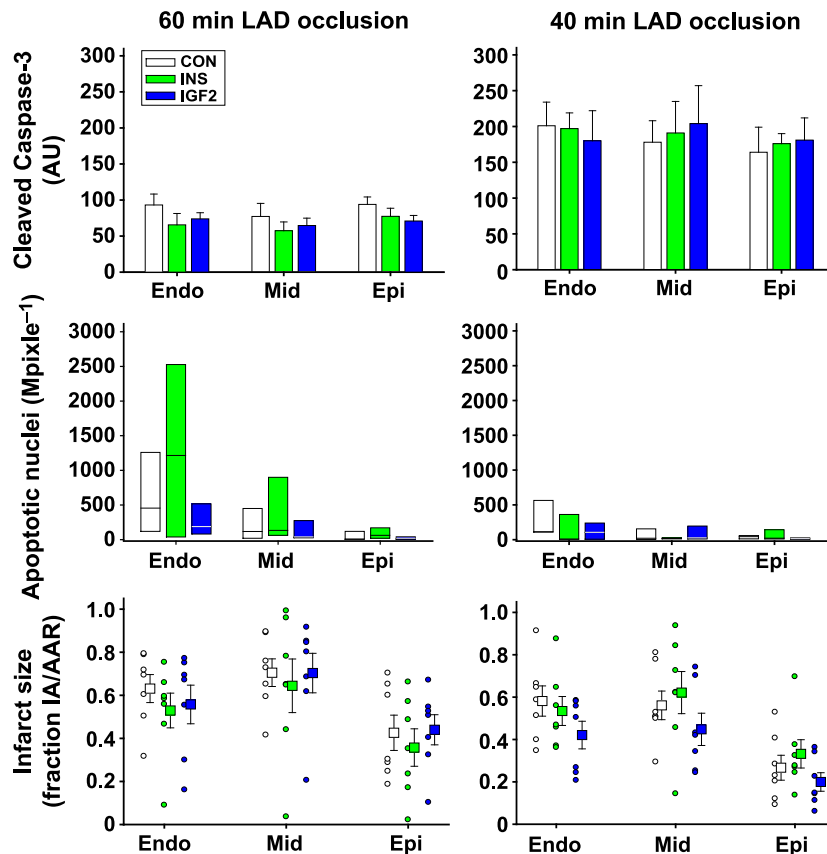 60 min LAD occlusion
40 min LAD occlusion
Cleaved Caspase-3
(AU)
300
250
200
150
100
50
0
CON
INS
IGF2
Endo
Mid
Epi
300
250
200
150
100
50
0
Endo
Mid
Epi
Apoptotic nuclei (Mpixle⁻¹)
3000
2500
2000
1500
1000
500
0
Endo
Mid
Epi
3000
2500
2000
1500
1000
500
0
Endo
Mid
Epi
Infarct size
(fraction IA/AAR)
1.0
0.8
0.6
0.4
0.2
0
Endo
Mid
Epi
1.0
0.8
0.6
0.4
0.2
0
Endo
Mid
Epi